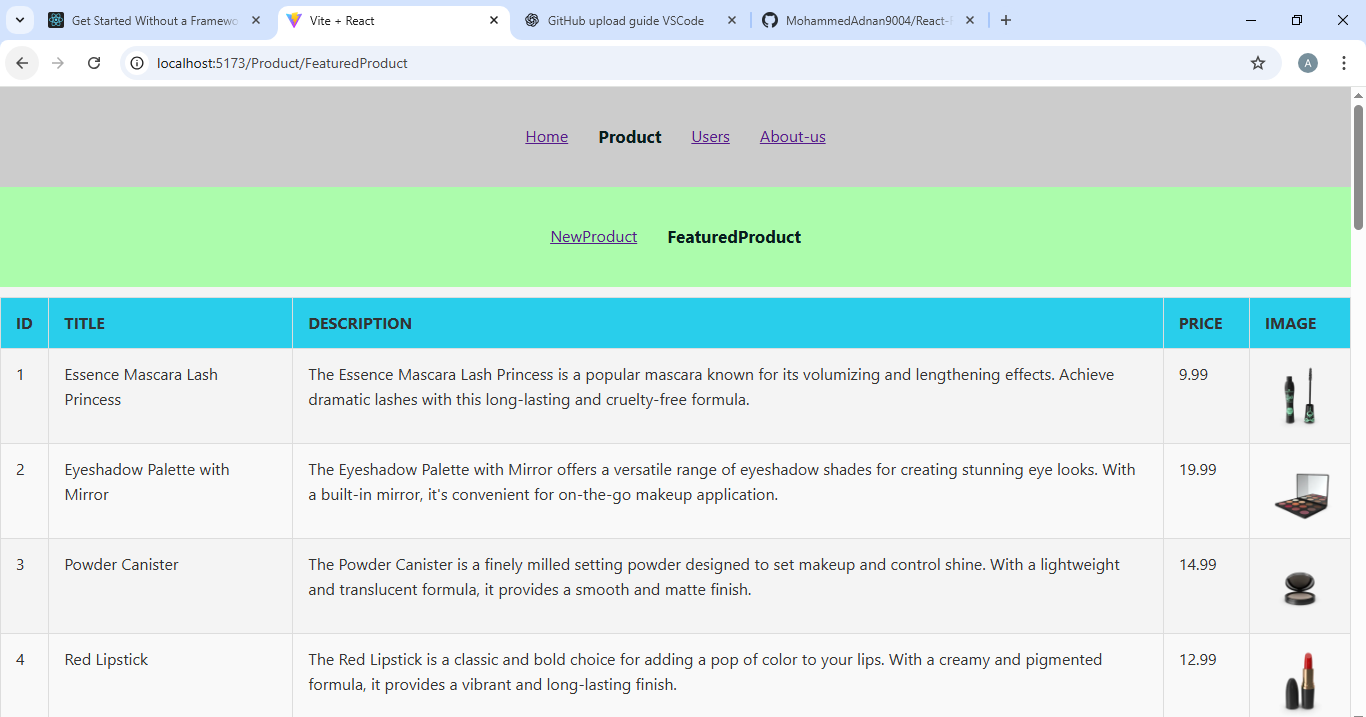 Get Started Without a Framewo
Vite + React
GitHub upload guide VSCode
MohammedAdnan9004/React-
localhost:5173/Product/FeaturedProduct
A
Home Product Users About-us
NewProduct FeaturedProduct
ID TITLE DESCRIPTION PRICE IMAGE
1 Essence Mascara Lash Princess The Essence Mascara Lash Princess is a popular mascara known for its volumizing and lengthening effects. Achieve 9.99
dramatic lashes with this long-lasting and cruelty-free formula.
2 Eyeshadow Palette with Mirror The Eyeshadow Palette with Mirror offers a versatile range of eyeshadow shades for creating stunning eye looks. With 19.99
a built-in mirror, it's convenient for on-the-go makeup application.
3 Powder Canister The Powder Canister is a finely milled setting powder designed to set makeup and control shine. With a lightweight 14.99
and translucent formula, it provides a smooth and matte finish.
4 Red Lipstick The Red Lipstick is a classic and bold choice for adding a pop of color to your lips. With a creamy and pigmented 12.99
formula, it provides a vibrant and long-lasting finish.